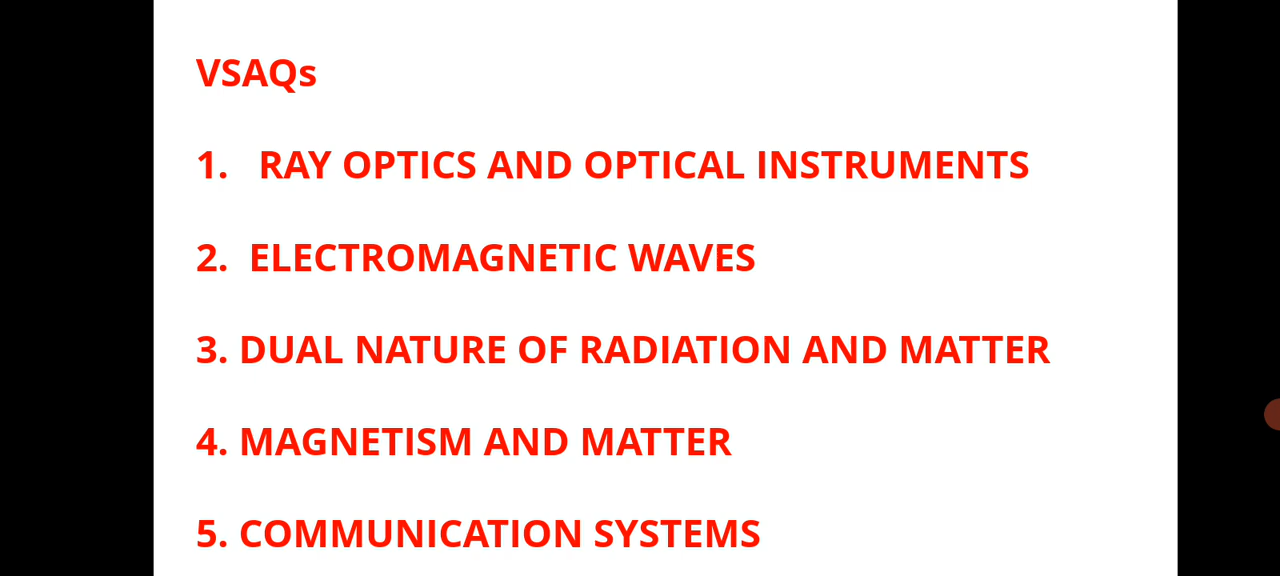 VSAQs
1. RAY OPTICS AND OPTICAL INSTRUMENTS
2. ELECTROMAGNETIC WAVES
3. DUAL NATURE OF RADIATION AND MATTER
4. MAGNETISM AND MATTER
5. COMMUNICATION SYSTEMS